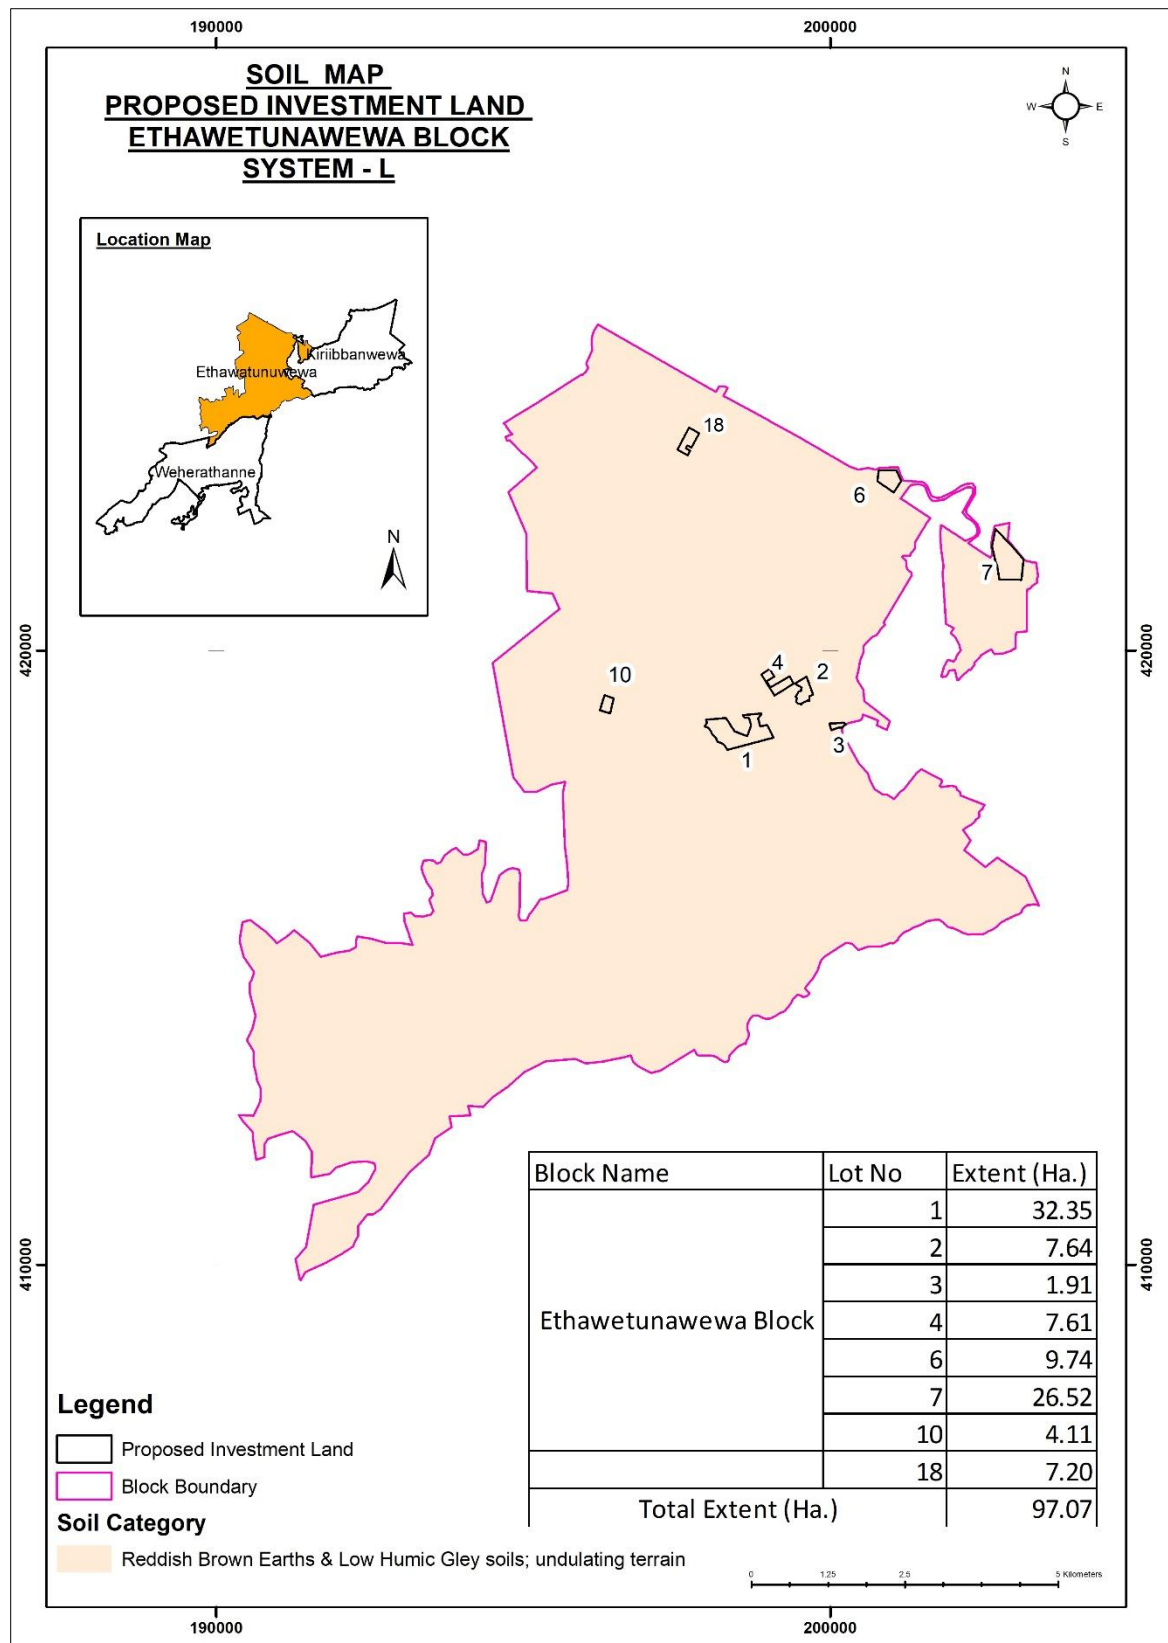 190000
200000
SOIL MAP
PROPOSED INVESTMENT LAND
ETHAWETUNAWEWA BLOCK
SYSTEM - L
N
W E
S
Location Map
Kiriibbanwewa
Ethawatunuwewa
Weherathanne
N
18
6
7
420000
420000
4
2
10
3
1
410000
410000
Block Name Lot No Extent (Ha.)
1 32.35
2 7.64
3 1.91
Ethawetunawewa Block 4 7.61
6 9.74
7 26.52
10 4.11
18 7.20
Total Extent (Ha.) 97.07
Legend
Proposed Investment Land
Block Boundary
Soil Category
Reddish Brown Earths & Low Humic Gley soils; undulating terrain
0 1.25 2.5 5 Kilometers
190000
200000